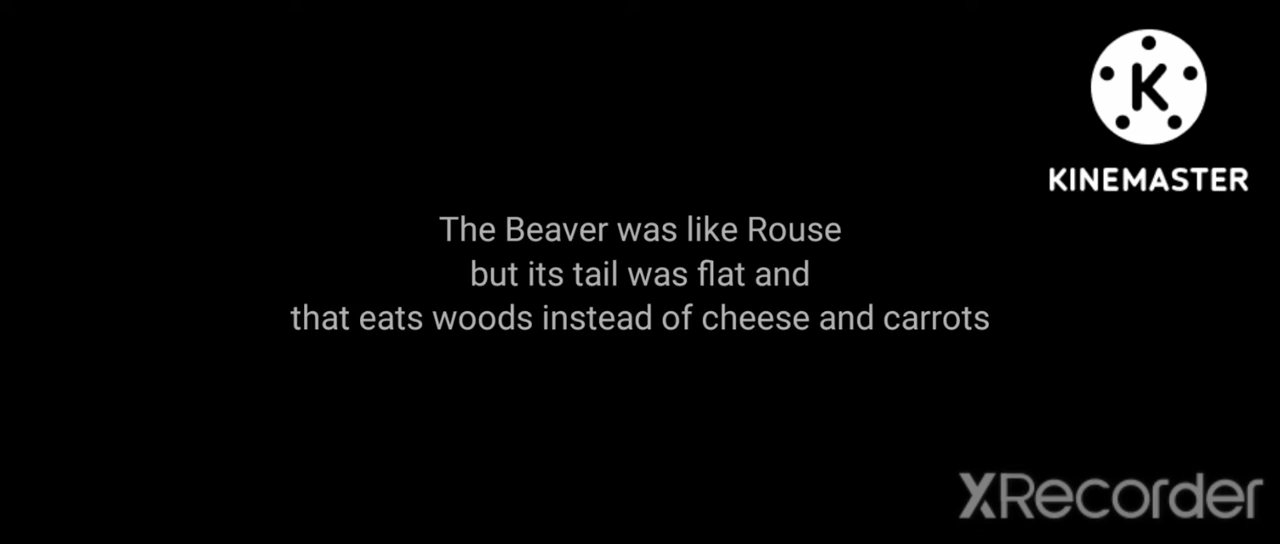 K
KINEMASTER
The Beaver was like Rouse
but its tail was flat and
that eats woods instead of cheese and carrots
XRecorder